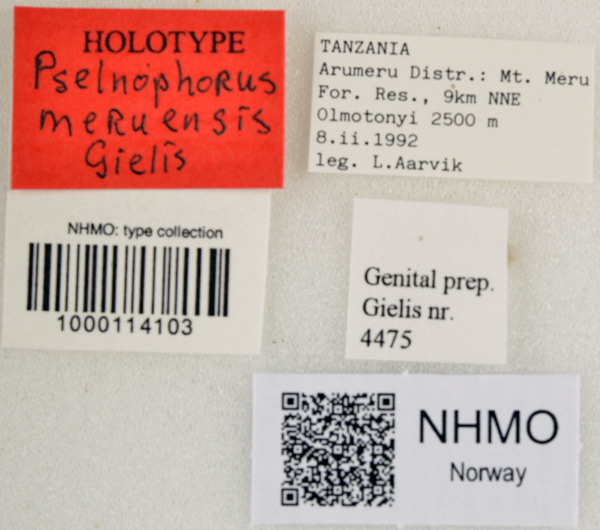 HOLOTYPE
Pselnophorus
meruensis
Gielis
TANZANIA
Arumeru Distr.: Mt. Meru
For. Res., 9km NNE
Olmotonyi 2500 m
8.ii.1992
leg. L.Aarvik
NHMO: type collection
1000114103
Genital prep.
Gielis nr.
4475
NHMO
Norway